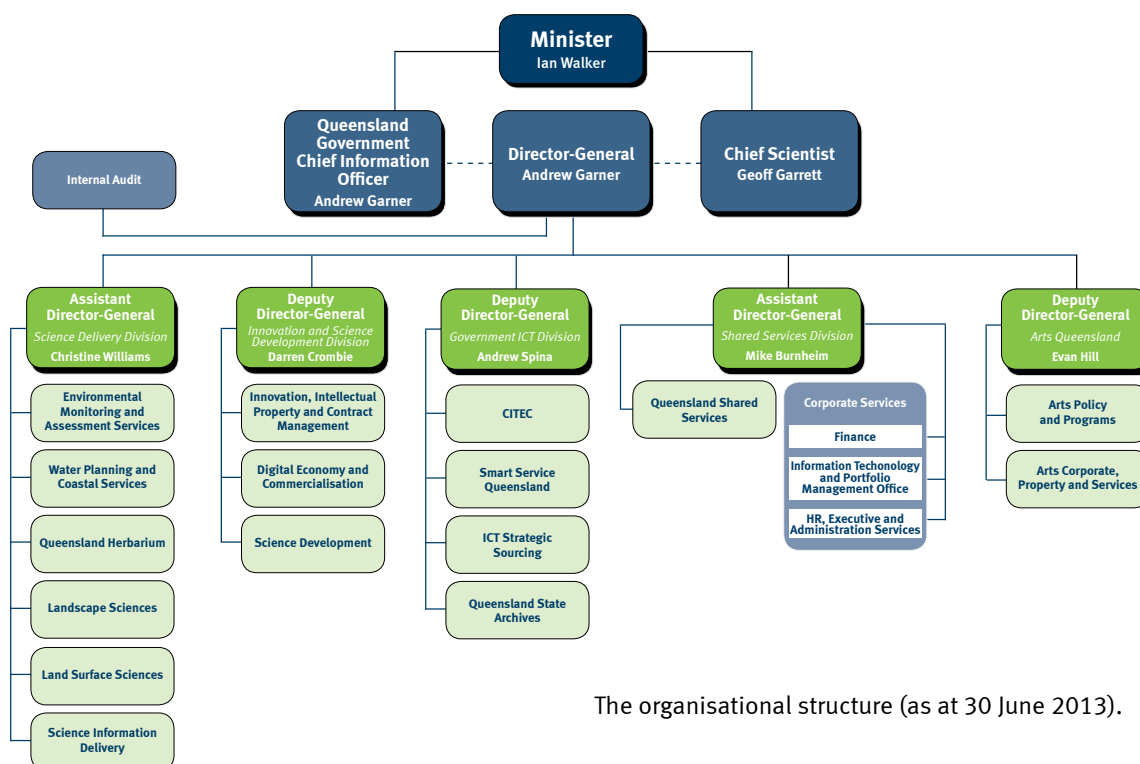 Minister
Ian Walker
Queensland
Government
Chief Information
Officer
Andrew Garner
Director-General
Andrew Garner
Chief Scientist
Geoff Garrett
Internal Audit
Assistant
Director-General
Science Delivery Division
Christine Williams
Environmental
Monitoring and
Assessment Services
Water Planning and
Coastal Services
Queensland Herbarium
Landscape Sciences
Land Surface Sciences
Science Information
Delivery
Deputy
Director-General
Innovation and Science
Development Division
Darren Crombie
Innovation, Intellectual
Property and Contract
Management
Digital Economy and
Commercialisation
Science Development
Deputy
Director-General
Government ICT Division
Andrew Spina
CITEC
Smart Service
Queensland
ICT Strategic
Sourcing
Queensland State
Archives
Assistant
Director-General
Shared Services Division
Mike Burnheim
Queensland Shared
Services
Corporate Services
Finance
Information Techonology
and Portfolio
Management Office
HR, Executive and
Administration Services
Deputy
Director-General
Arts Queensland
Evan Hill
Arts Policy
and Programs
Arts Corporate,
Property and Services
The organisational structure (as at 30 June 2013).